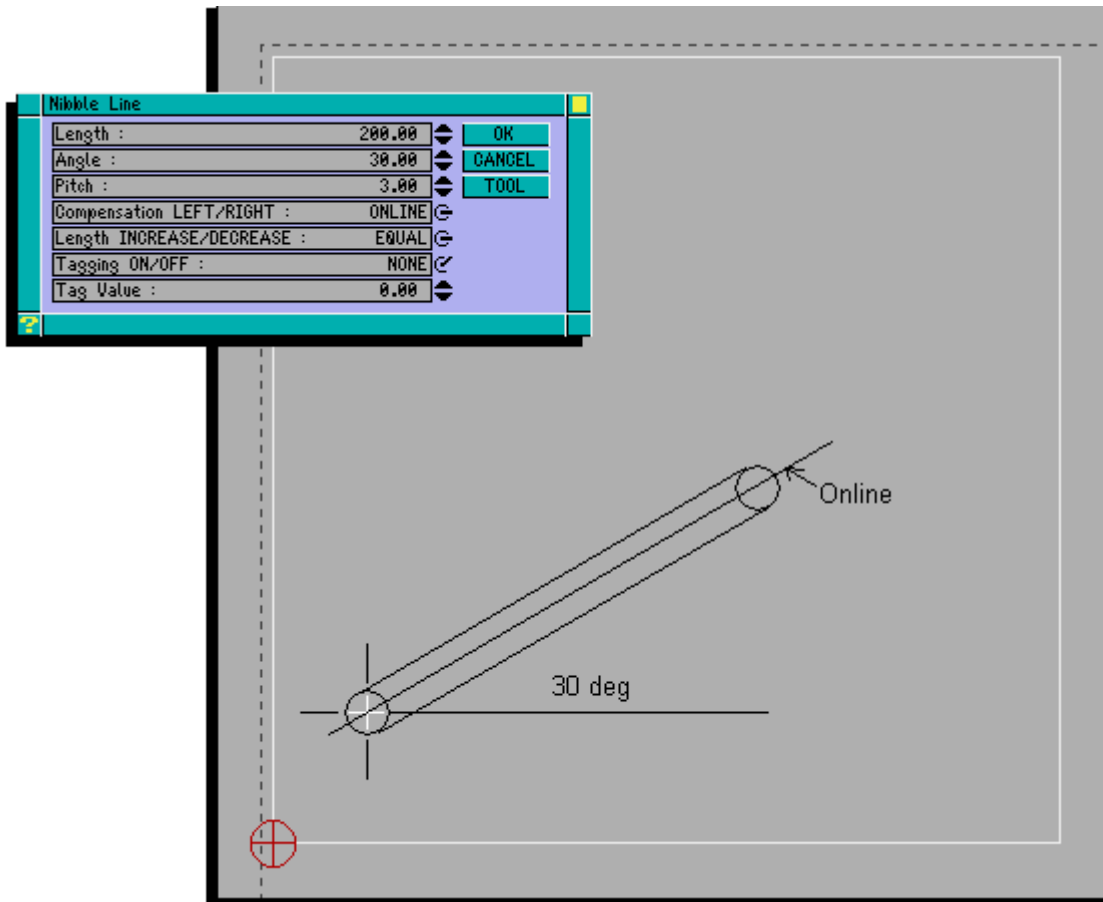 Nibble Line
Length : 200.00 OK
Angle : 30.00 CANCEL
Pitch : 3.00 TOOL
Compensation LEFT/RIGHT : ONLINE
Length INCREASE/DECREASE : EQUAL
Tagging ON/OFF : NONE
Tag Value : 0.00
?
Online
30 deg